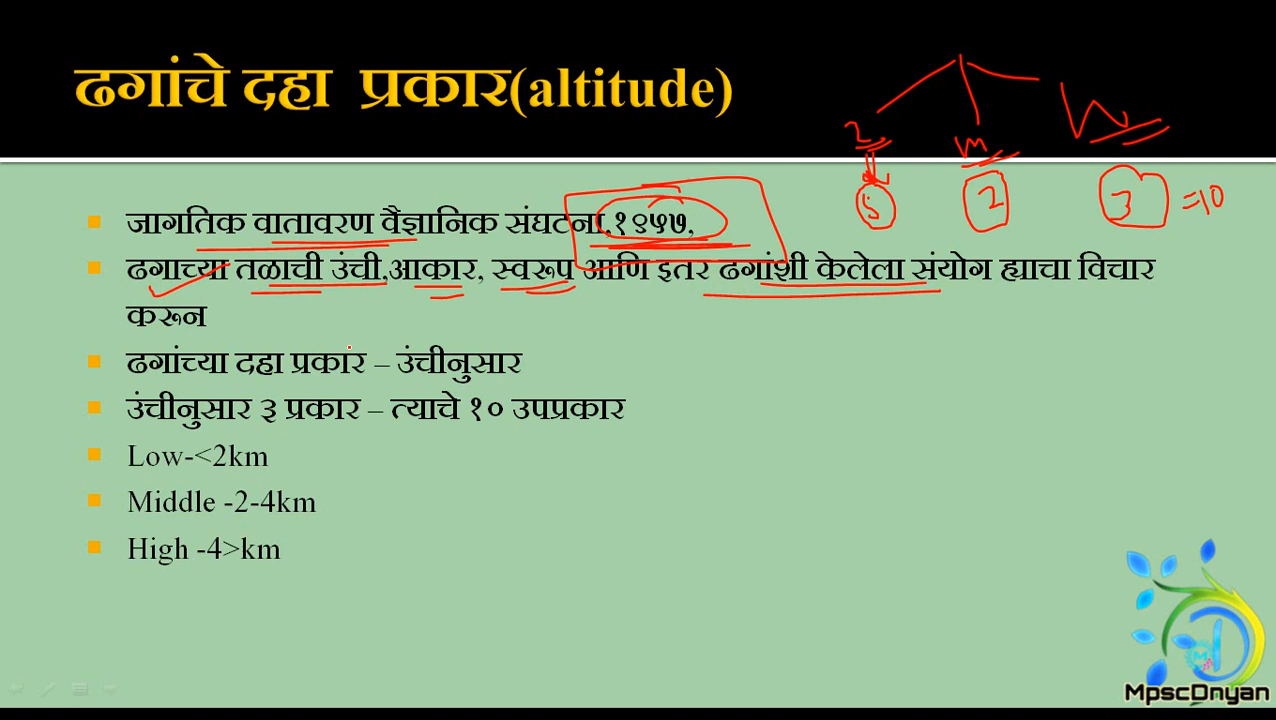 ढगांचे दहा प्रकार(altitude)
L
m
H
5
2
3
=10
जागतिक वातावरण वैज्ञानिक संघटना,१९५७,
ढगाच्या तळाची उंची,आकार, स्वरूप आणि इतर ढगांशी केलेला संयोग ह्याचा विचार
करून
ढगांच्या दहा प्रकार – उंचीनुसार
उंचीनुसार ३ प्रकार – त्याचे १० उपप्रकार
Low-<2km
Middle -2-4km
High -4>km
MpscDnyan